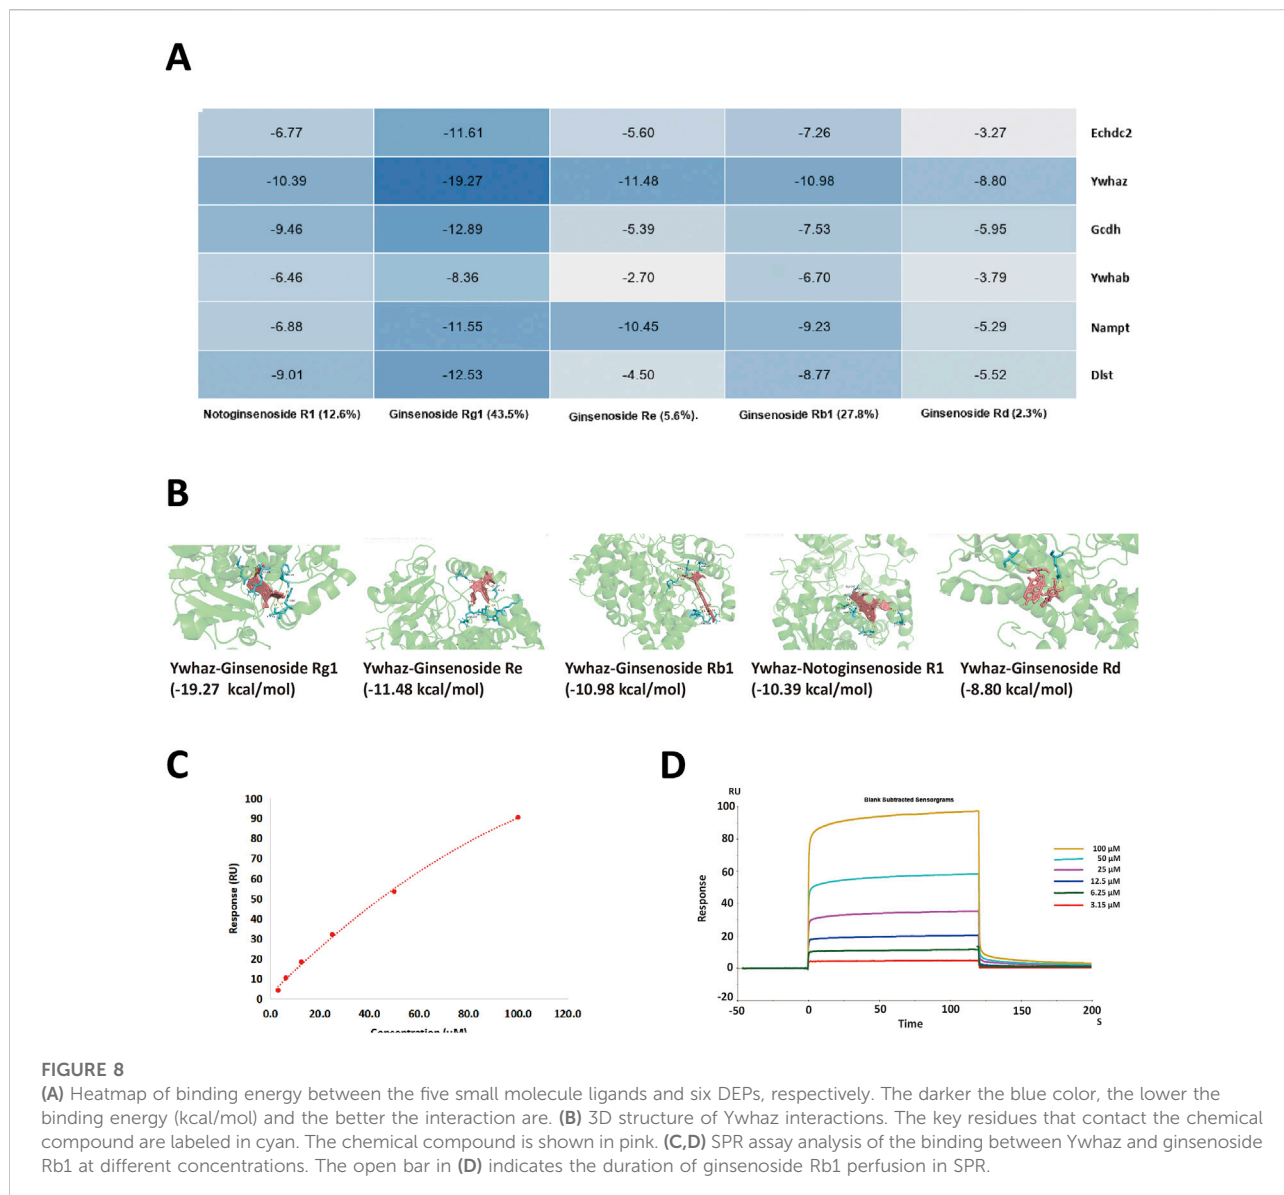 A
-6.77 -11.61 -5.60 -7.26 -3.27 Echdc2
-10.39 -19.27 -11.48 -10.98 -8.80 Ywhaz
-9.46 -12.89 -5.39 -7.53 -5.95 Gcdh
-6.46 -8.36 -2.70 -6.70 -3.79 Ywhab
-6.88 -11.55 -10.45 -9.23 -5.29 Nampt
-9.01 -12.53 -4.50 -8.77 -5.52 Dlst
Notoginsenoside R1 (12.6%) Ginsenoside Rg1 (43.5%) Ginsenoside Re (5.6%). Ginsenoside Rb1 (27.8%) Ginsenoside Rd (2.3%)
B
Ywhaz-Ginsenoside Rg1 Ywhaz-Ginsenoside Re Ywhaz-Ginsenoside Rb1 Ywhaz-Notoginsenoside R1 Ywhaz-Ginsenoside Rd
(-19.27 kcal/mol) (-11.48 kcal/mol) (-10.98 kcal/mol) (-10.39 kcal/mol) (-8.80 kcal/mol)
C
100
90
80
70
60
50
40
30
20
10
0
Response (RU)
0.0 20.0 40.0 60.0 80.0 100.0 120.0
Concentration (µM)
D
RU
Blank Subtracted Sensorgrams
100
80
60
40
20
0
-20
Response
-50 0 50 100 150 200
Time S
100 µM
50 µM
25 µM
12.5 µM
6.25 µM
3.15 µM
FIGURE 8
(A) Heatmap of binding energy between the five small molecule ligands and six DEPs, respectively. The darker the blue color, the lower the
binding energy (kcal/mol) and the better the interaction are. (B) 3D structure of Ywhaz interactions. The key residues that contact the chemical
compound are labeled in cyan. The chemical compound is shown in pink. (C,D) SPR assay analysis of the binding between Ywhaz and ginsenoside
Rb1 at different concentrations. The open bar in (D) indicates the duration of ginsenoside Rb1 perfusion in SPR.